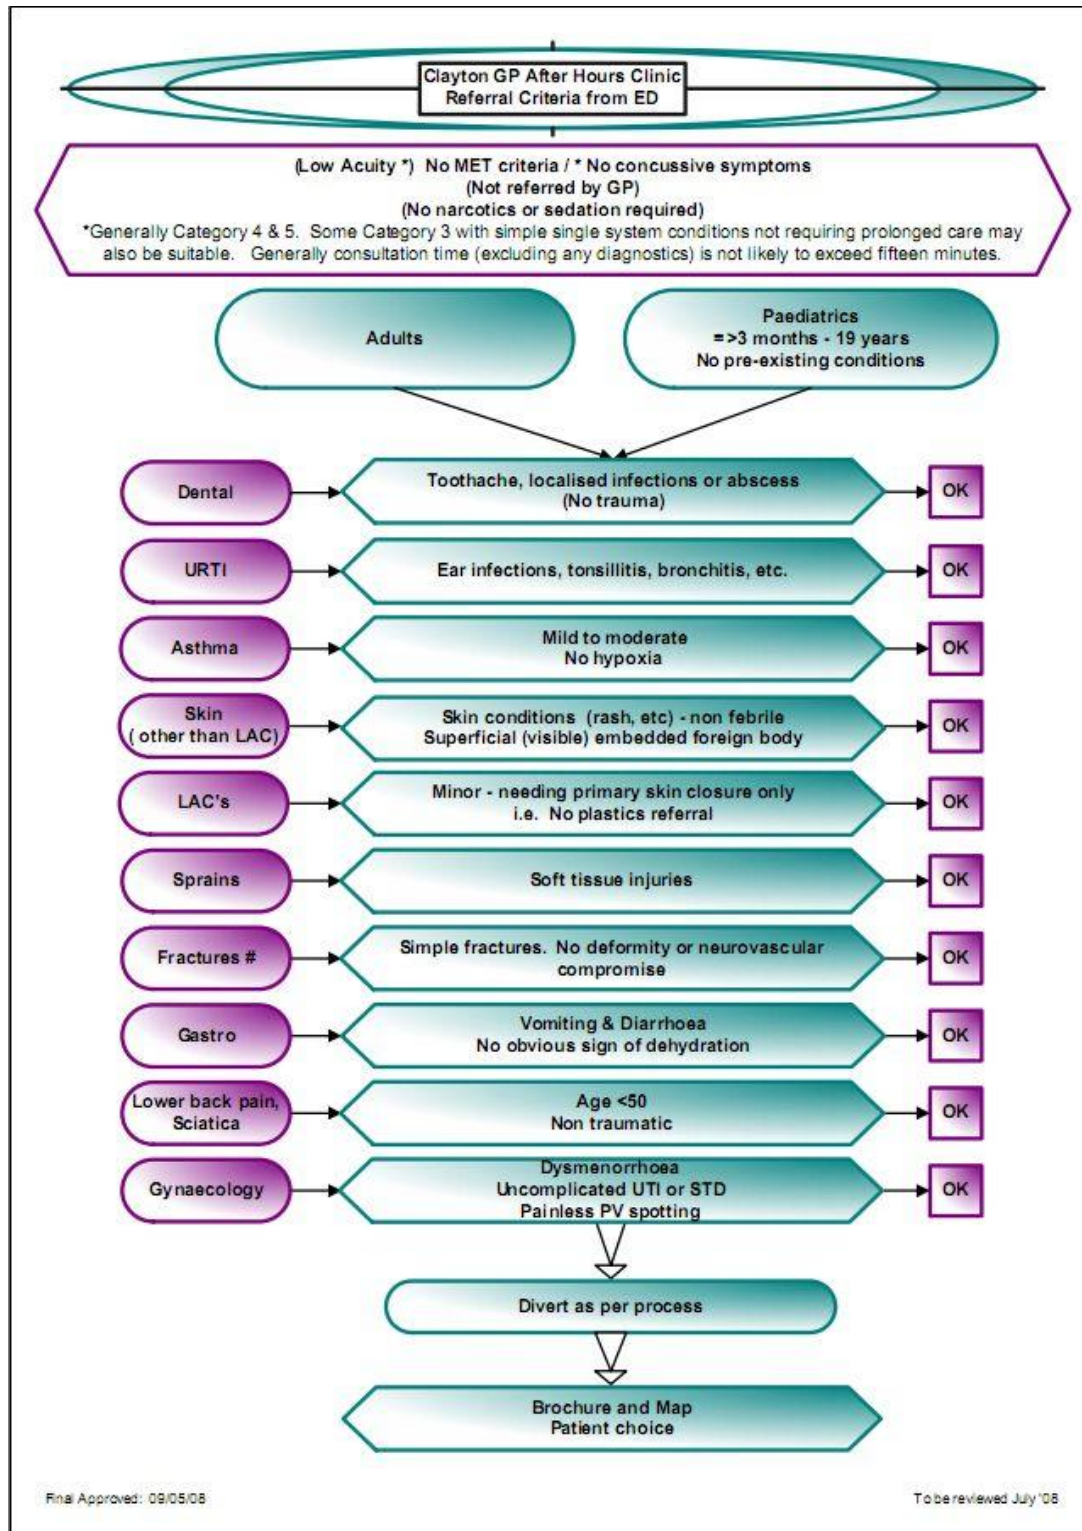 Clayton GP After Hours Clinic
Referral Criteria from ED
(Low Acuity *) No MET criteria / * No concussive symptoms
(Not referred by GP)
(No narcotics or sedation required)
*Generally Category 4 & 5. Some Category 3 with simple single system conditions not requiring prolonged care may
also be suitable. Generally consultation time (excluding any diagnostics) is not likely to exceed fifteen minutes.
Adults
Paediatrics
=>3 months - 19 years
No pre-existing conditions
Dental
Toothache, localised infections or abscess
(No trauma)
OK
URTI
Ear infections, tonsillitis, bronchitis, etc.
OK
Asthma
Mild to moderate
No hypoxia
OK
Skin
( other than LAC)
Skin conditions (rash, etc) - non febrile
Superficial (visible) embedded foreign body
OK
LAC's
Minor - needing primary skin closure only
i.e. No plastics referral
OK
Sprains
Soft tissue injuries
OK
Fractures #
Simple fractures. No deformity or neurovascular
compromise
OK
Gastro
Vomiting & Diarrhoea
No obvious sign of dehydration
OK
Lower back pain,
Sciatica
Age <50
Non traumatic
OK
Gynaecology
Dysmenorrhoea
Uncomplicated UTI or STD
Painless PV spotting
OK
Divert as per process
Brochure and Map
Patient choice
Final Approved: 09/05/08
To be reviewed July '08